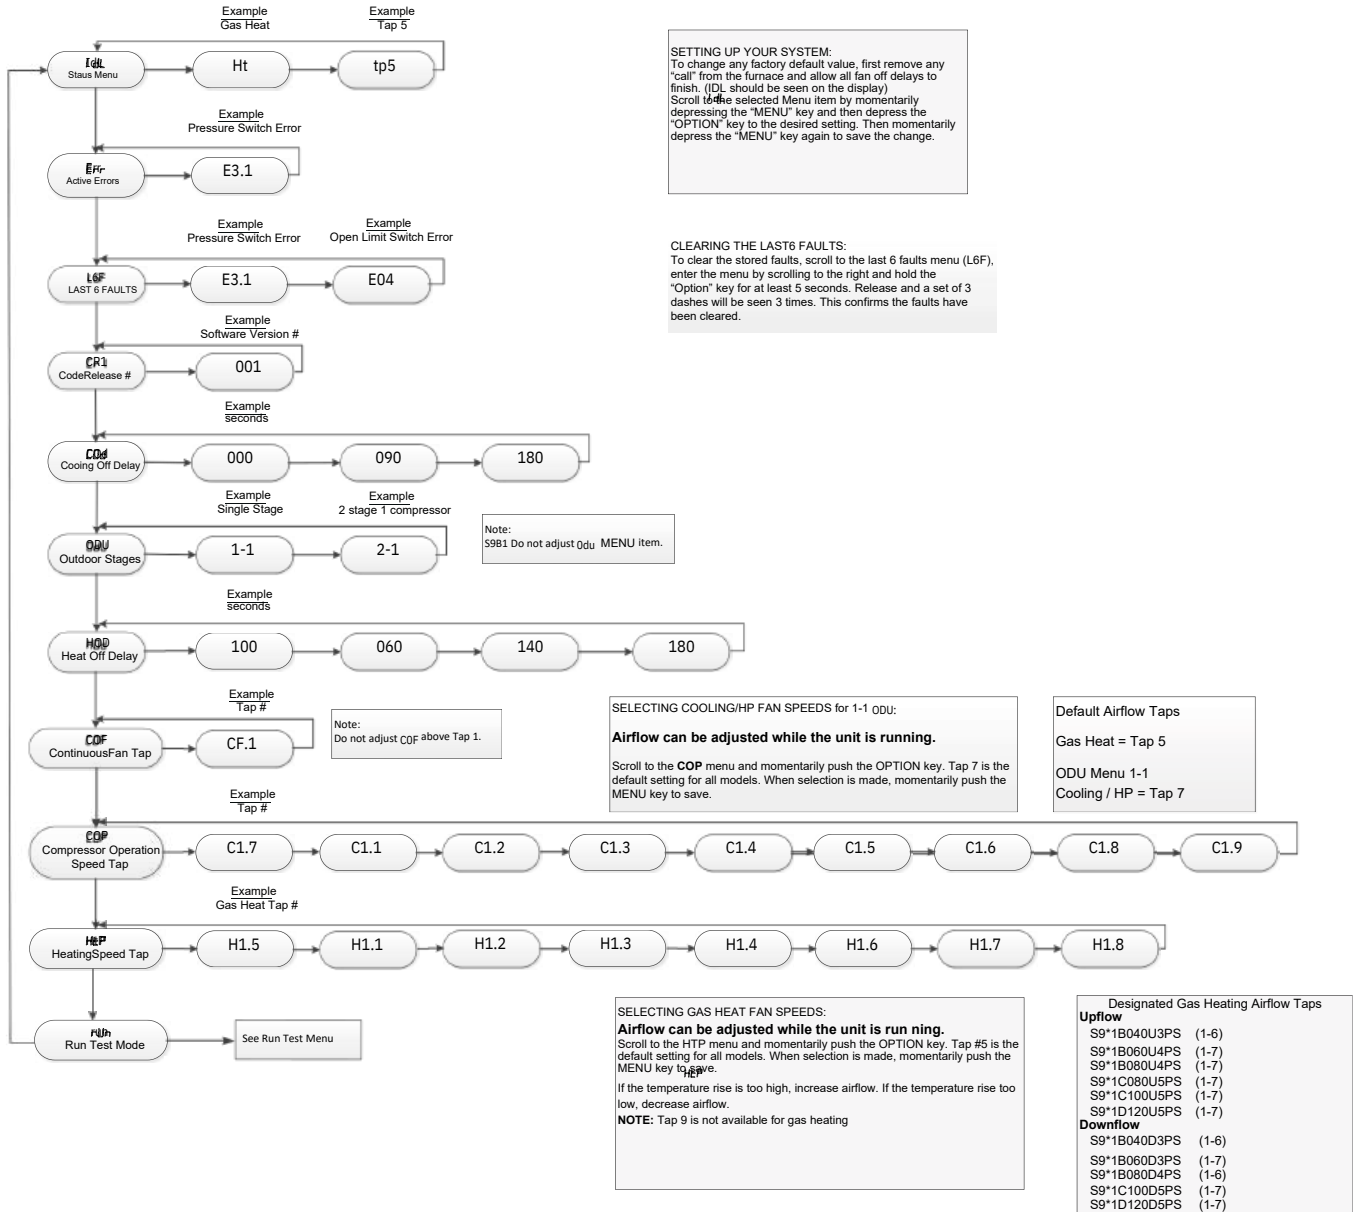 Example
Gas Heat
Example
Tap 5
IdL
Staus Menu
Ht
tp5
SETTING UP YOUR SYSTEM:
To change any factory default value, first remove any
“call” from the furnace and allow all fan off delays to
finish. (IDL should be seen on the display)
Scroll to the selected Menu item by momentarily
depressing the “MENU” key and then depress the
“OPTION” key to the desired setting. Then momentarily
depress the “MENU” key again to save the change.
Example
Pressure Switch Error
Err
Active Errors
E3.1
Example
Pressure Switch Error
Example
Open Limit Switch Error
L6F
LAST 6 FAULTS
E3.1
E04
CLEARING THE LAST6 FAULTS:
To clear the stored faults, scroll to the last 6 faults menu (L6F),
enter the menu by scrolling to the right and hold the
“Option” key for at least 5 seconds. Release and a set of 3
dashes will be seen 3 times. This confirms the faults have
been cleared.
Example
Software Version #
CR1
CodeRelease #
001
Example
seconds
COd
Cooing Off Delay
000
090
180
Example
Single Stage
Example
2 stage 1 compressor
ODU
Outdoor Stages
1-1
2-1
Note:
S9B1 Do not adjust Odu MENU item.
Example
seconds
HOD
Heat Off Delay
100
060
140
180
Example
Tap #
COF
ContinuousFan Tap
CF.1
Note:
Do not adjust COF above Tap 1.
SELECTING COOLING/HP FAN SPEEDS for 1-1 ODU:
Airflow can be adjusted while the unit is running.
Scroll to the COP menu and momentarily push the OPTION key. Tap 7 is the
default setting for all models. When selection is made, momentarily push the
MENU key to save.
Default Airflow Taps
Gas Heat = Tap 5
ODU Menu 1-1
Cooling / HP = Tap 7
Example
Tap #
COP
Compressor Operation
Speed Tap
C1.7
C1.1
C1.2
C1.3
C1.4
C1.5
C1.6
C1.8
C1.9
Example
Gas Heat Tap #
HtP
HeatingSpeed Tap
H1.5
H1.1
H1.2
H1.3
H1.4
H1.6
H1.7
H1.8
rUn
Run Test Mode
See Run Test Menu
SELECTING GAS HEAT FAN SPEEDS:
Airflow can be adjusted while the unit is run ning.
Scroll to the HTP menu and momentarily push the OPTION key. Tap #5 is the
default setting for all models. When selection is made, momentarily push the
MENU key to save.
HtP
If the temperature rise is too high, increase airflow. If the temperature rise too
low, decrease airflow.
NOTE: Tap 9 is not available for gas heating
Designated Gas Heating Airflow Taps
Upflow
S9*1B040U3PS (1-6)
S9*1B060U4PS (1-7)
S9*1B080U4PS (1-7)
S9*1C080U5PS (1-7)
S9*1C100U5PS (1-7)
S9*1D120U5PS (1-7)
Downflow
S9*1B040D3PS (1-6)
S9*1B060D3PS (1-7)
S9*1B080D4PS (1-6)
S9*1C100D5PS (1-7)
S9*1D120D5PS (1-7)